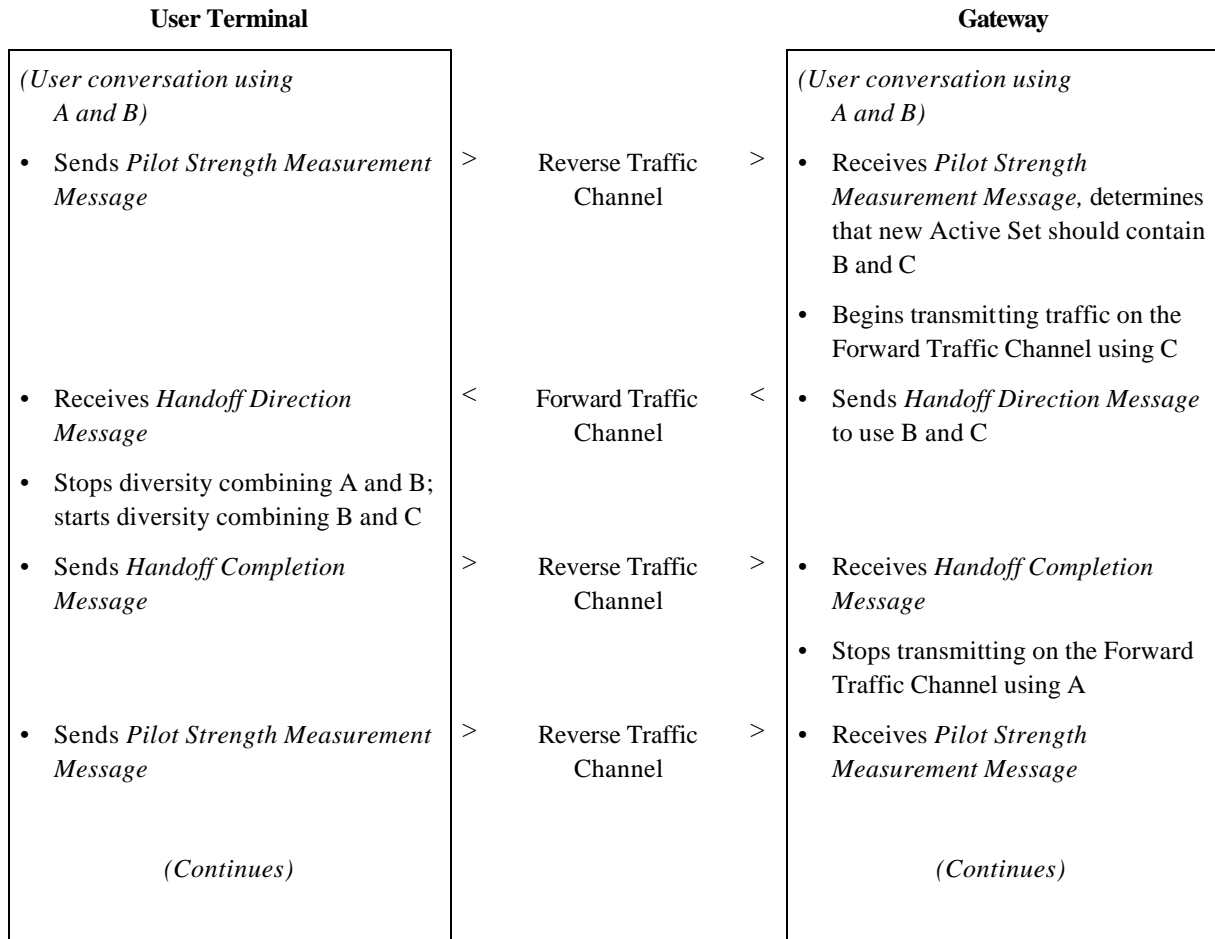 User Terminal
Gateway
(User conversation using
A and B)
(User conversation using
A and B)
• Sends Pilot Strength Measurement
Message
>
Reverse Traffic
Channel
>
• Receives Pilot Strength
Measurement Message, determines
that new Active Set should contain
B and C
• Begins transmitting traffic on the
Forward Traffic Channel using C
• Receives Handoff Direction
Message
<
Forward Traffic
Channel
<
• Sends Handoff Direction Message
to use B and C
• Stops diversity combining A and B;
starts diversity combining B and C
• Sends Handoff Completion
Message
>
Reverse Traffic
Channel
>
• Receives Handoff Completion
Message
• Stops transmitting on the Forward
Traffic Channel using A
• Sends Pilot Strength Measurement
Message
>
Reverse Traffic
Channel
>
• Receives Pilot Strength
Measurement Message
(Continues)
(Continues)